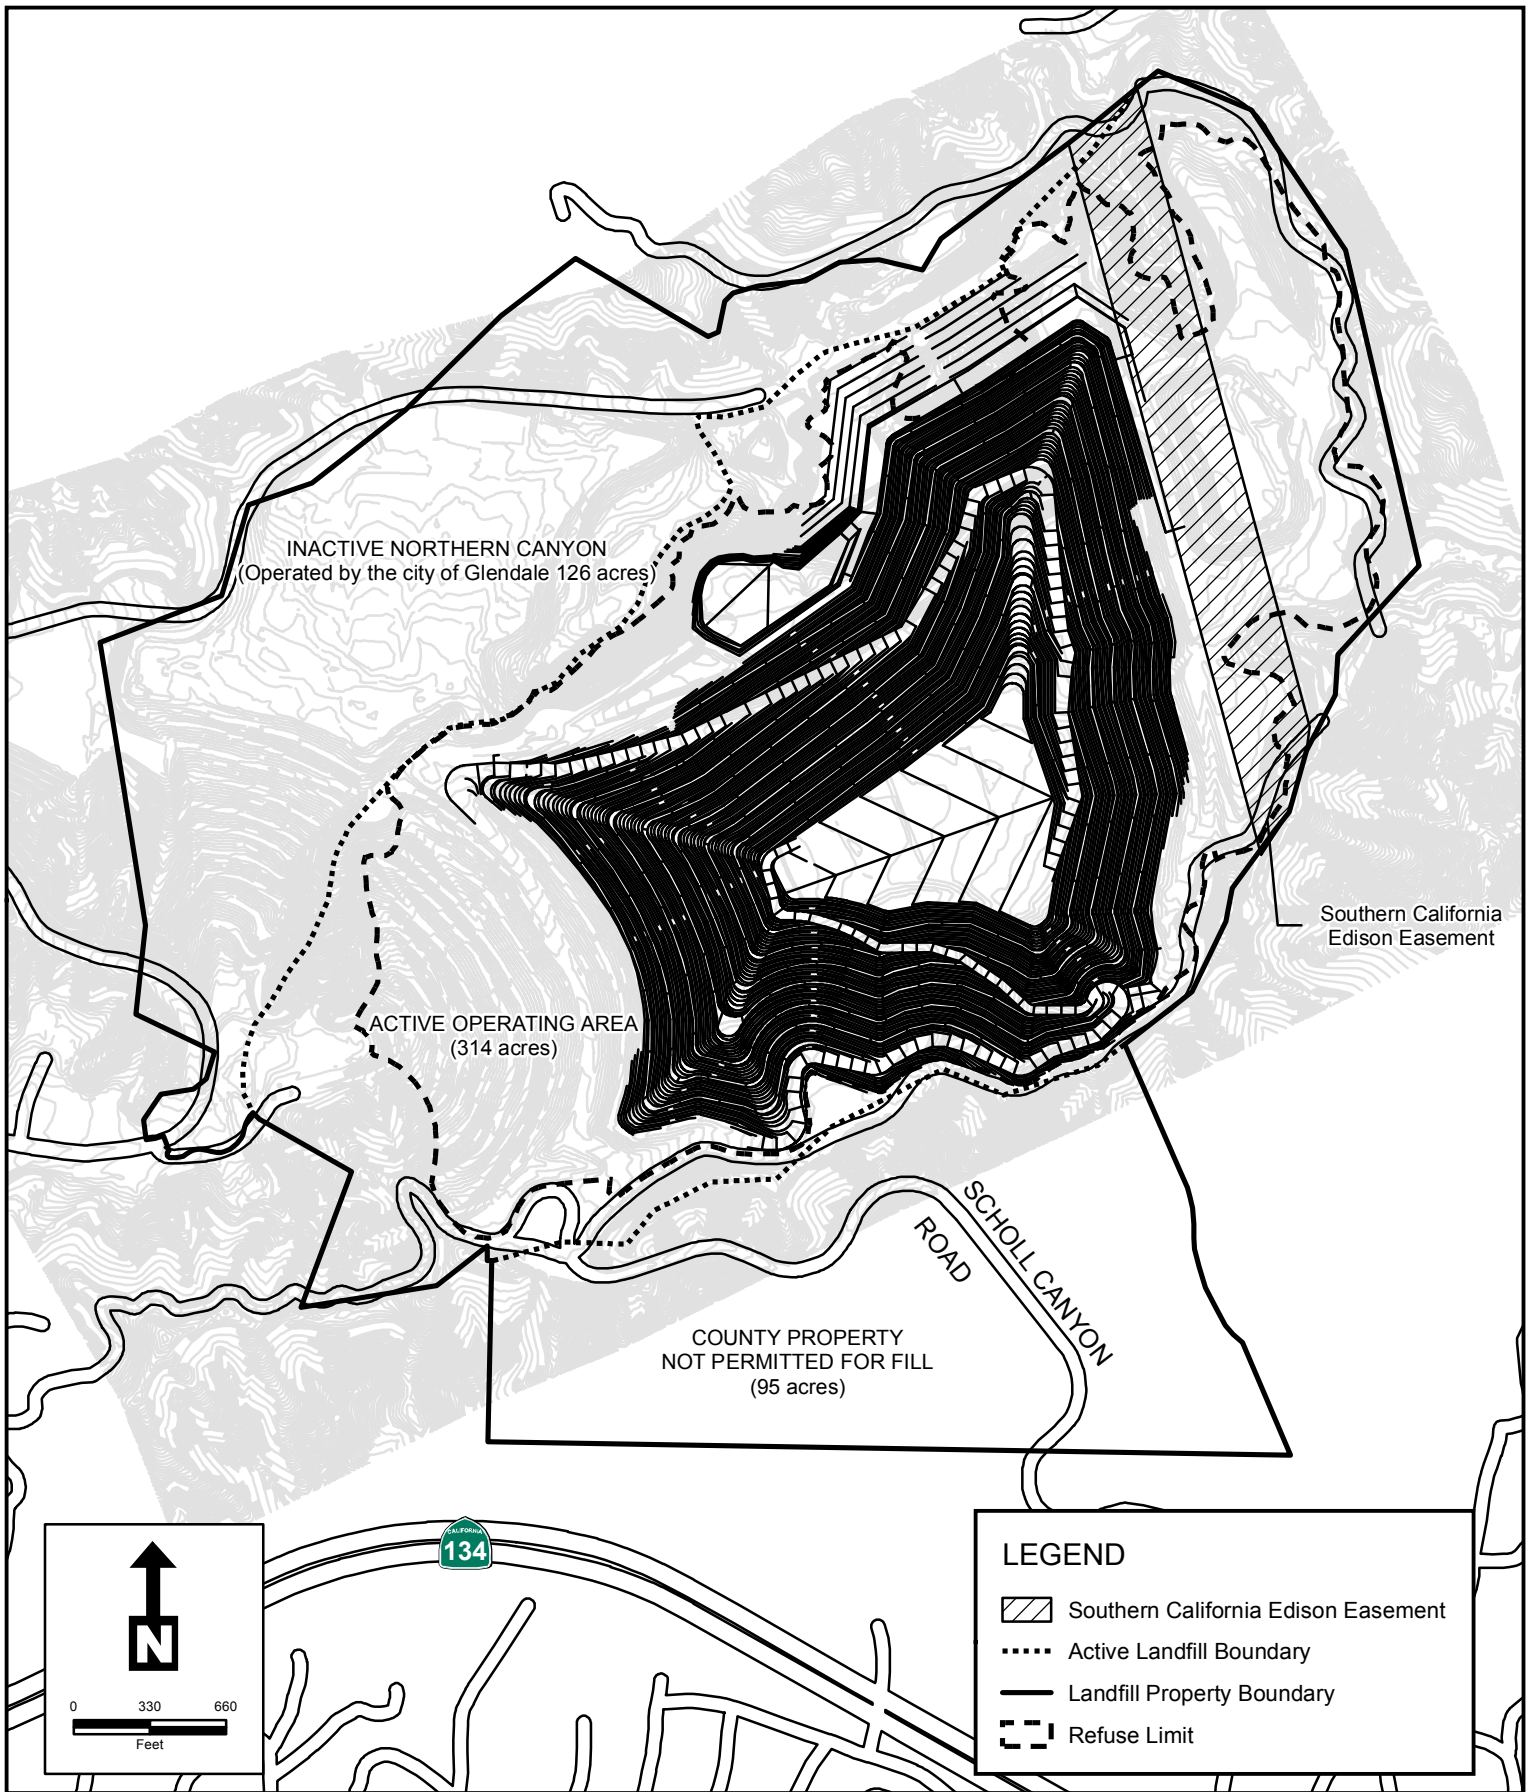 INACTIVE NORTHERN CANYON
(Operated by the city of Glendale 126 acres)
Southern California
Edison Easement
ACTIVE OPERATING AREA
(314 acres)
SCHOLL CANYON
ROAD
COUNTY PROPERTY
NOT PERMITTED FOR FILL
(95 acres)
CALIFORNIA
134
N
0 330 660
Feet
LEGEND
Southern California Edison Easement
Active Landfill Boundary
Landfill Property Boundary
Refuse Limit